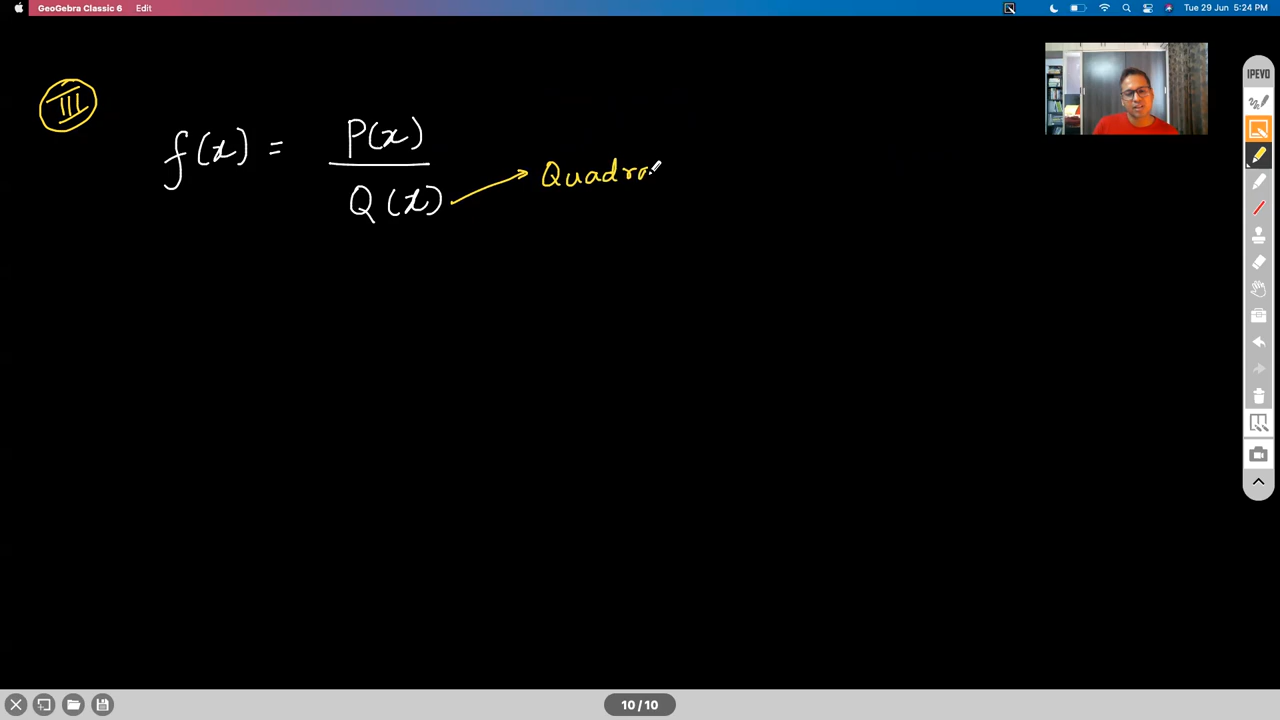 GeoGebra Classic 6 Edit Tue 29 Jun 5:24 PM
IPEVO
III
f(x) = P(x)
Q(x) → Quadra
10 / 10